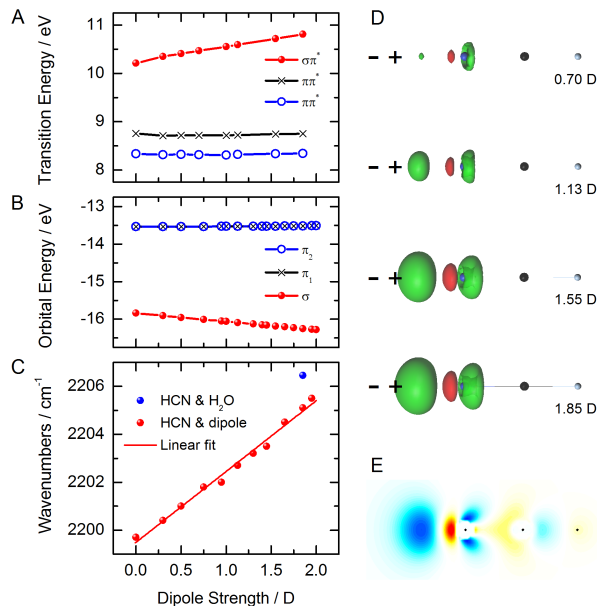 A
Transition Energy / eV
11
10
9
8
σπ*
ππ*
ππ*
B
Orbital Energy / eV
-13
-14
-15
-16
π₂
π₁
σ
C
Wavenumbers / cm⁻¹
2206
2204
2202
2200
HCN & H₂O
HCN & dipole
Linear fit
0.0 0.5 1.0 1.5 2.0
Dipole Strength / D
D
- +
0.70 D
- +
1.13 D
- +
1.55 D
- +
1.85 D
E